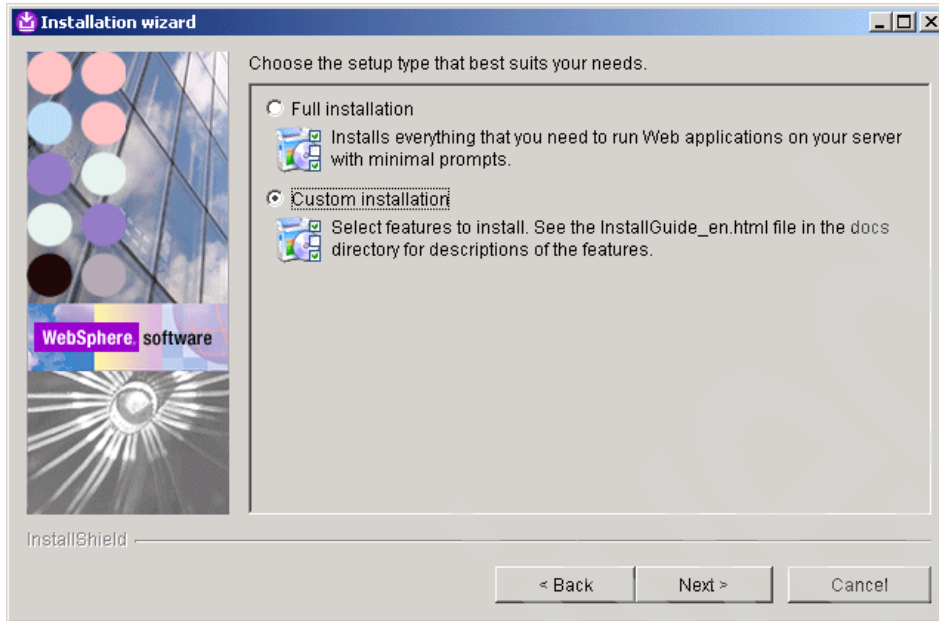 Installation wizard
Choose the setup type that best suits your needs.
Full installation
Installs everything that you need to run Web applications on your server
with minimal prompts.
Custom installation
Select features to install. See the InstallGuide_en.html file in the docs
directory for descriptions of the features.
WebSphere. software
InstallShield
< Back
Next >
Cancel